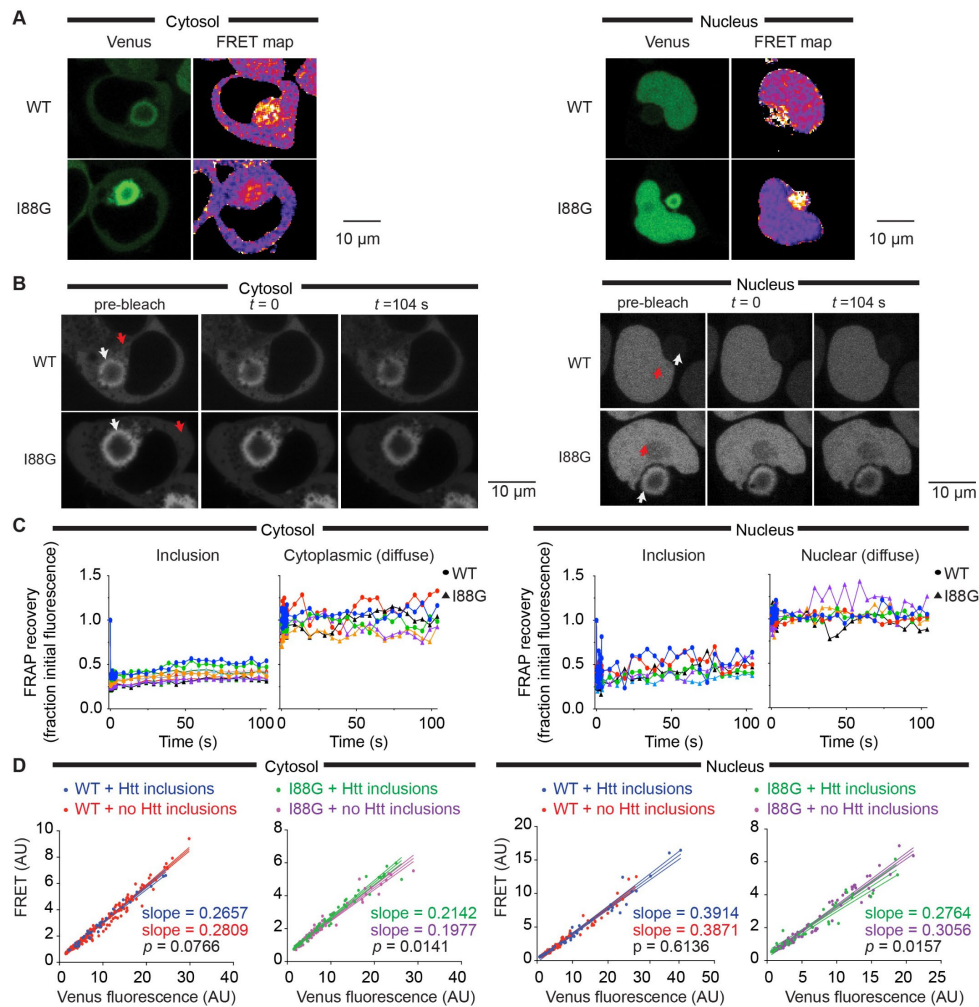 A
Cytosol
Nucleus
Venus
FRET map
Venus
FRET map
WT
WT
I88G
I88G
10 µm
10 µm
B
Cytosol
Nucleus
pre-bleach
t = 0
t =104 s
pre-bleach
t = 0
t =104 s
WT
WT
I88G
I88G
10 µm
10 µm
C
Cytosol
Nucleus
Inclusion
Cytoplasmic (diffuse)
Inclusion
Nuclear (diffuse)
WT
I88G
WT
I88G
FRAP recovery
(fraction initial fluorescence)
1.5
1.0
0.5
0.0
0 50 100
Time (s)
50 100
Time (s)
FRAP recovery
(fraction initial fluorescence)
1.5
1.0
0.5
0.0
0 50 100
Time (s)
50 100
Time (s)
D
Cytosol
Nucleus
WT + Htt inclusions
WT + no Htt inclusions
I88G + Htt inclusions
I88G + no Htt inclusions
WT + Htt inclusions
WT + no Htt inclusions
I88G + Htt inclusions
I88G + no Htt inclusions
FRET (AU)
10
8
6
4
2
0
slope = 0.2657
slope = 0.2809
p = 0.0766
0 10 20 30 40
Venus fluorescence (AU)
8
6
4
2
0
slope = 0.2142
slope = 0.1977
p = 0.0141
0 10 20 30 40
Venus fluorescence (AU)
FRET (AU)
20
15
10
5
0
slope = 0.3914
slope = 0.3871
p = 0.6136
0 10 20 30 40 50
Venus fluorescence (AU)
8
6
4
2
0
slope = 0.2764
slope = 0.3056
p = 0.0157
0 5 10 15 20 25
Venus fluorescence (AU)